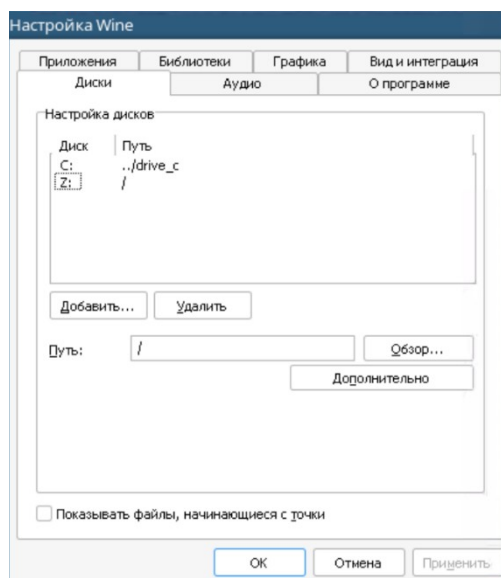 Настройка Wine
Приложения Библиотеки Графика Вид и интеграция
Диски Аудио О программе
Настройка дисков
Диск Путь
C: ../drive_c
Z: /
Добавить... Удалить
Путь: / Обзор...
Дополнительно
Показывать файлы, начинающиеся с точки
ОК Отмена Применить